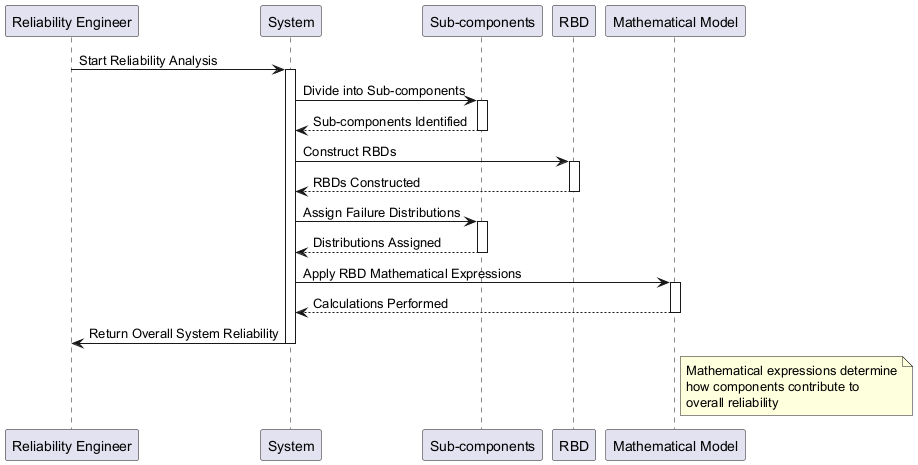 Reliability Engineer
System
Sub-components
RBD
Mathematical Model
Start Reliability Analysis
Divide into Sub-components
Sub-components Identified
Construct RBDs
RBDs Constructed
Assign Failure Distributions
Distributions Assigned
Apply RBD Mathematical Expressions
Calculations Performed
Return Overall System Reliability
Mathematical expressions determine
how components contribute to
overall reliability
Reliability Engineer
System
Sub-components
RBD
Mathematical Model